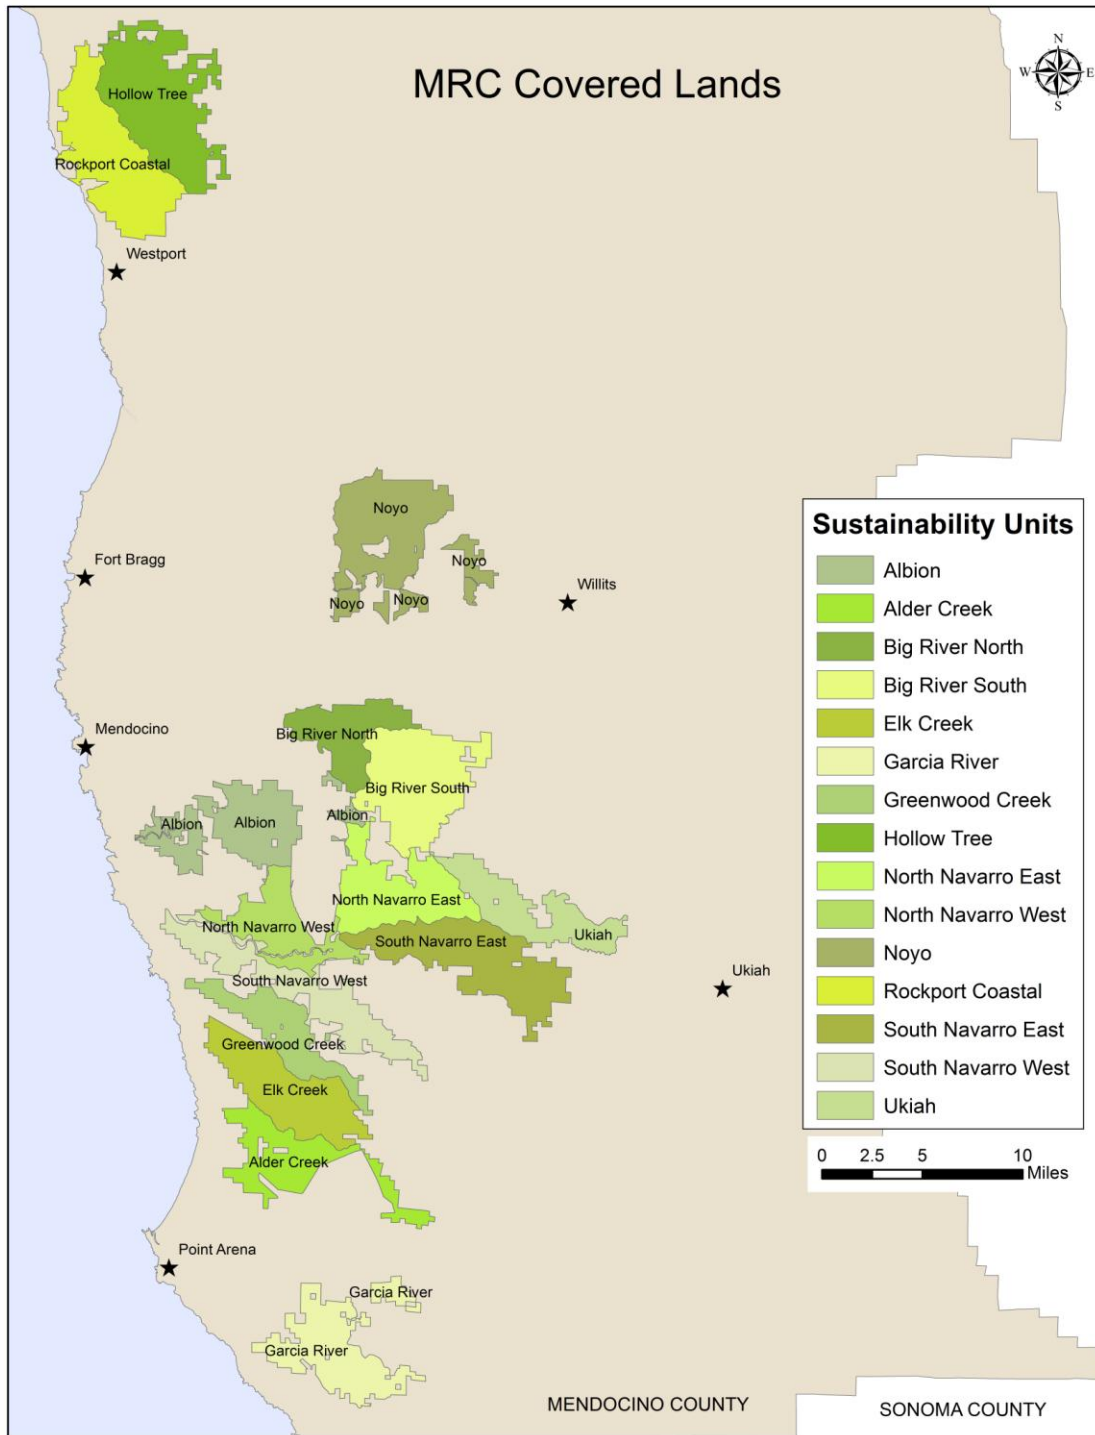 MRC Covered Lands
N
W E
S
Hollow Tree
Rockport Coastal
Westport
Noyo
Noyo
Noyo
Noyo
Fort Bragg
Willits
Mendocino
Big River North
Big River South
Albion
Albion
Albion
North Navarro East
North Navarro West
South Navarro East
Ukiah
South Navarro West
Ukiah
Greenwood Creek
Elk Creek
Alder Creek
Point Arena
Garcia River
Garcia River
MENDOCINO COUNTY
SONOMA COUNTY
Sustainability Units
Albion
Alder Creek
Big River North
Big River South
Elk Creek
Garcia River
Greenwood Creek
Hollow Tree
North Navarro East
North Navarro West
Noyo
Rockport Coastal
South Navarro East
South Navarro West
Ukiah
0 2.5 5 10
Miles